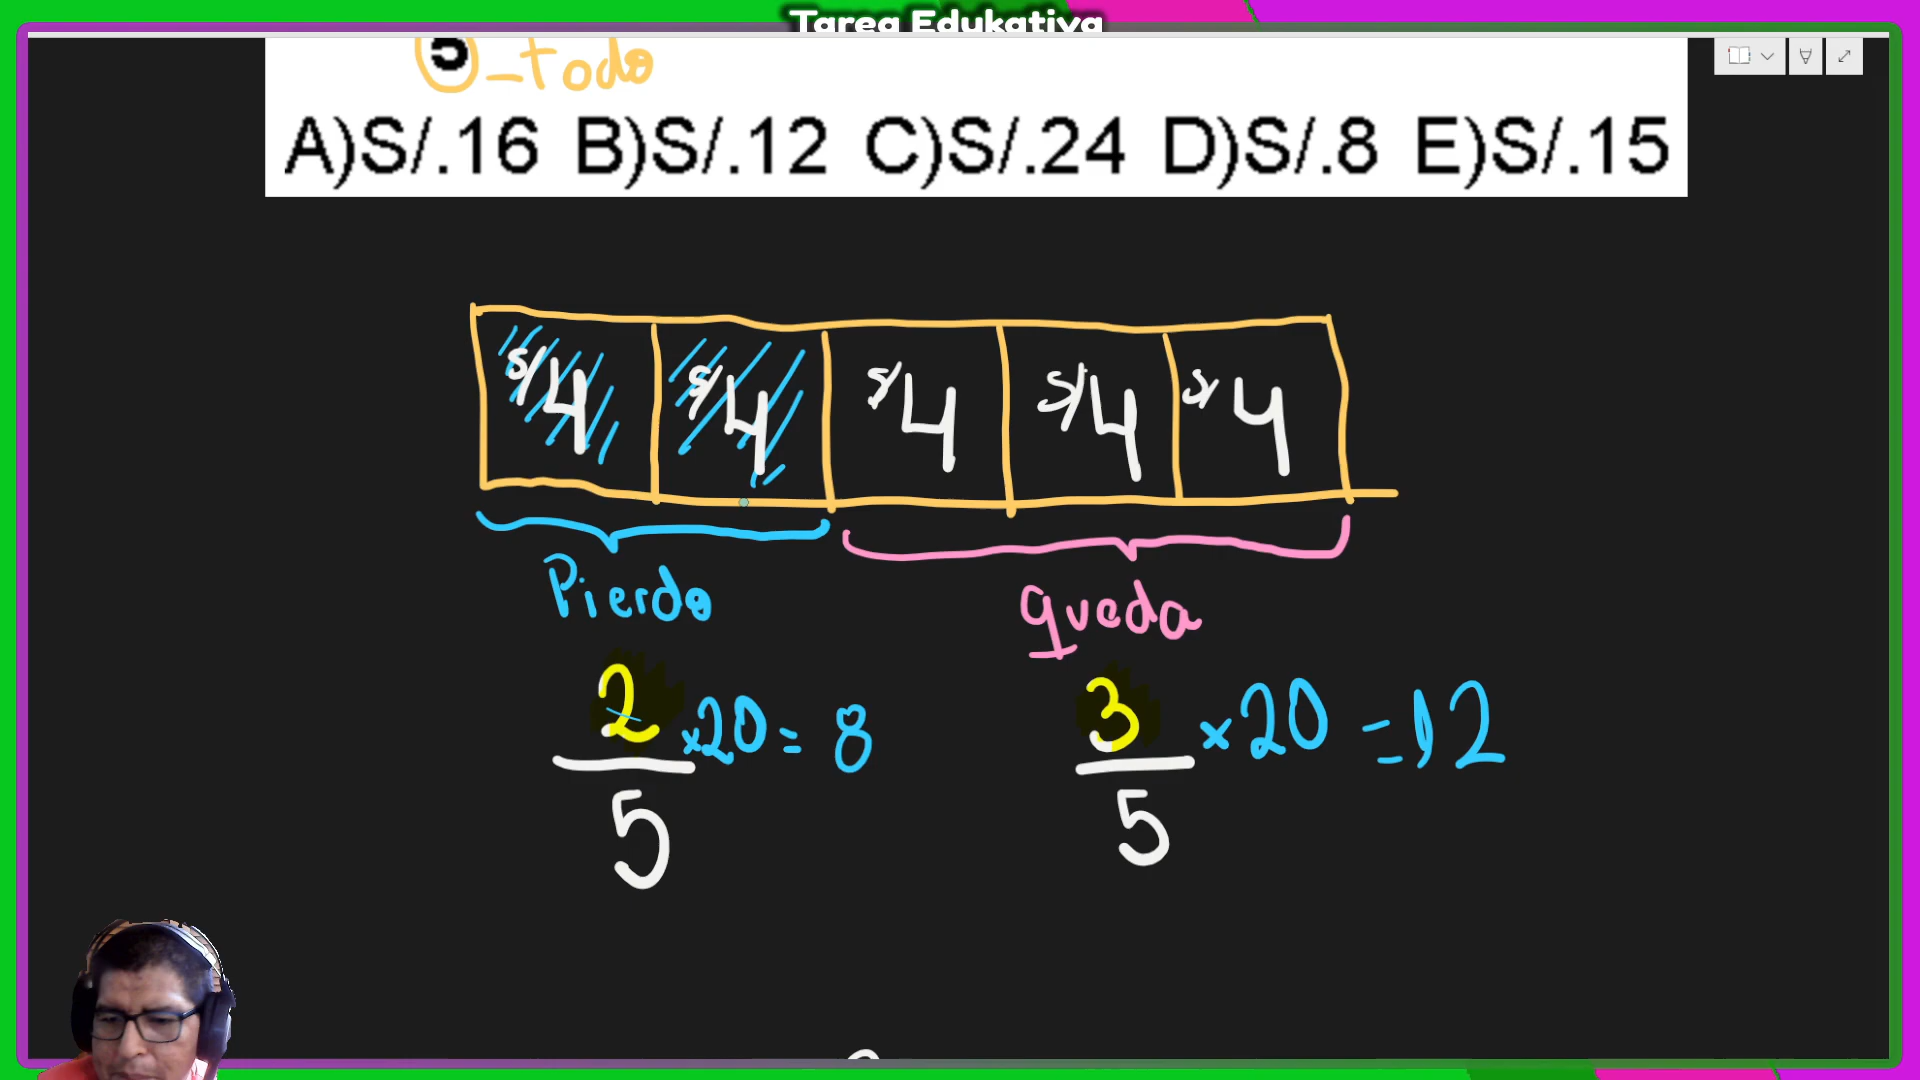 Tarea Edukativa
5 - todo
A)S/.16 B)S/.12 C)S/.24 D)S/.8 E)S/.15
S/4 S/4 S/4 S/4 S/4
Pierdo queda
2/5 ×20 = 8 3/5 ×20 = 12